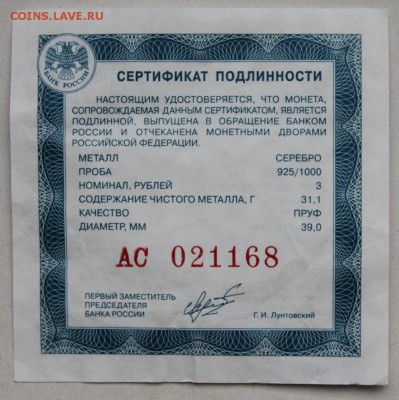 COINS.LAVE.RU
БАНК РОССИИ
СЕРТИФИКАТ ПОДЛИННОСТИ
НАСТОЯЩИМ УДОСТОВЕРЯЕТСЯ, ЧТО МОНЕТА,
СОПРОВОЖДАЕМАЯ ДАННЫМ СЕРТИФИКАТОМ, ЯВЛЯЕТСЯ
ПОДЛИННОЙ, ВЫПУЩЕНА В ОБРАЩЕНИЕ БАНКОМ
РОССИИ И ОТЧЕКАНЕНА МОНЕТНЫМИ ДВОРАМИ
РОССИЙСКОЙ ФЕДЕРАЦИИ.
МЕТАЛЛ СЕРЕБРО
ПРОБА 925/1000
НОМИНАЛ, РУБЛЕЙ 3
СОДЕРЖАНИЕ ЧИСТОГО МЕТАЛЛА, Г 31,1
КАЧЕСТВО ПРУФ
ДИАМЕТР, ММ 39,0
АС 021168
ПЕРВЫЙ ЗАМЕСТИТЕЛЬ
ПРЕДСЕДАТЕЛЯ
БАНКА РОССИИ Г. И. Лунтовский